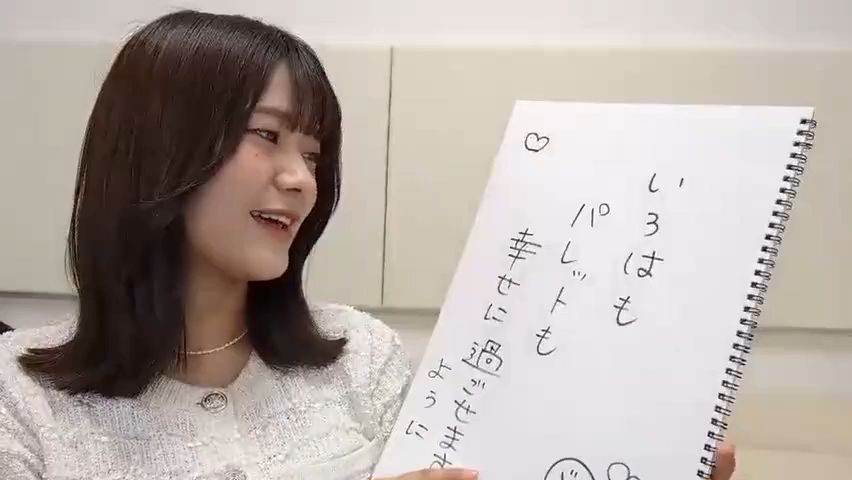 いろはも
パレットも
幸せに
過ごせます
ように